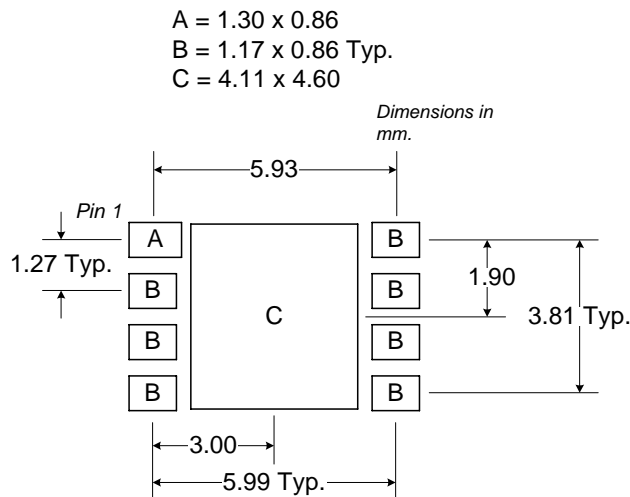 A = 1.30 x 0.86
B = 1.17 x 0.86 Typ.
C = 4.11 x 4.60
Dimensions in
mm.
5.93
Pin 1
A
B
1.27 Typ.
1.90
B
B
C
3.81 Typ.
B
B
B
B
3.00
5.99 Typ.